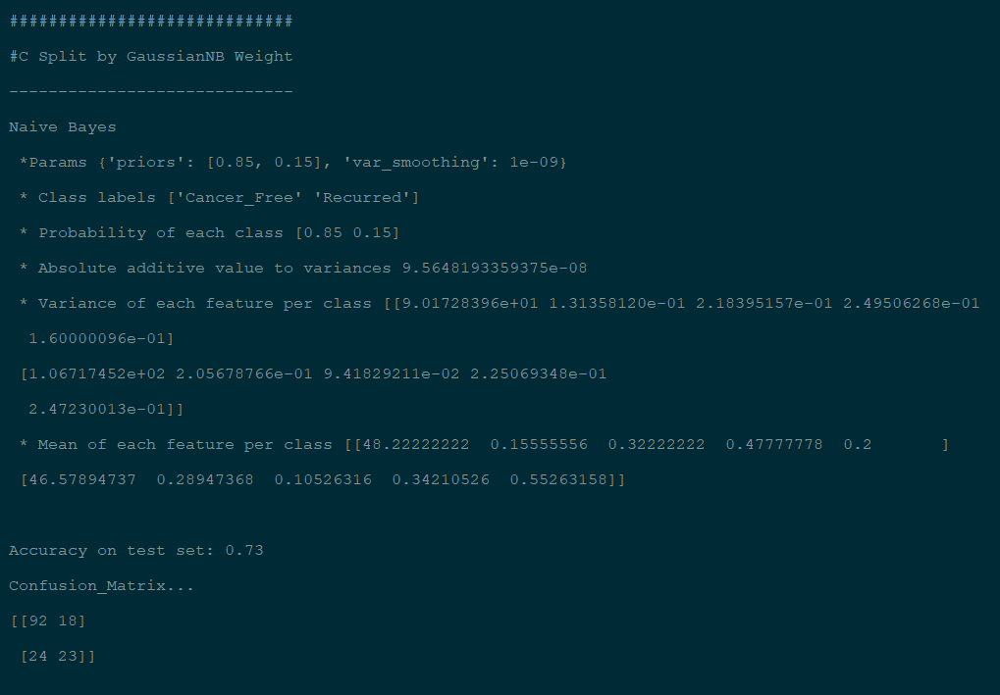 #############################
#C Split by GaussianNB Weight
-----------------------------
Naive Bayes
 *Params {'priors': [0.85, 0.15], 'var_smoothing': 1e-09}
 * Class labels ['Cancer_Free' 'Recurred']
 * Probability of each class [0.85 0.15]
 * Absolute additive value to variances 9.5648193359375e-08
 * Variance of each feature per class [[9.01728396e+01 1.31358120e-01 2.18395157e-01 2.49506268e-01
  1.60000096e-01]
 [1.06717452e+02 2.05678766e-01 9.41829211e-02 2.25069348e-01
  2.47230013e-01]]
 * Mean of each feature per class [[48.22222222  0.15555556  0.32222222  0.47777778  0.2       ]
 [46.57894737  0.28947368  0.10526316  0.34210526  0.55263158]]
Accuracy on test set: 0.73
Confusion_Matrix...
[[92 18]
 [24 23]]